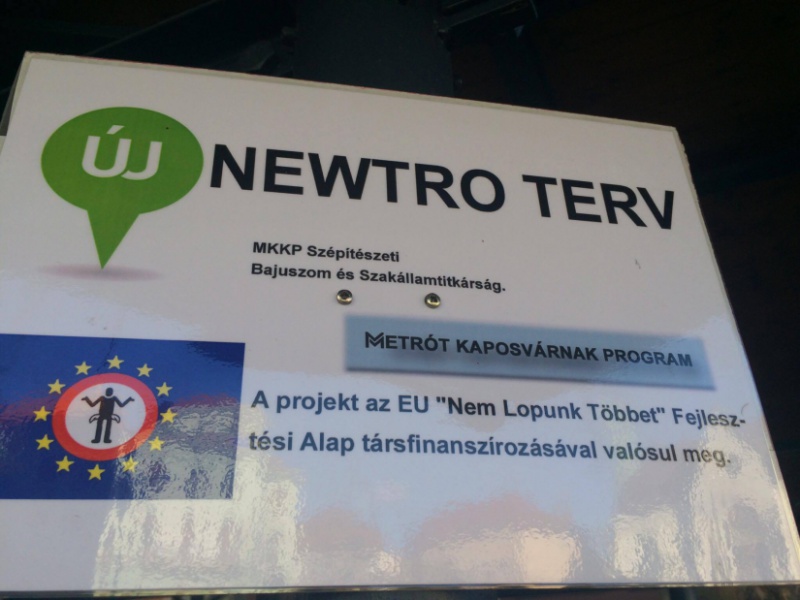 ÚJ NEWTRO TERV
MKKP Szépítészeti
Bajuszom és Szakállamtitkárság.
METRÓT KAPOSVÁRNAK PROGRAM
A projekt az EU "Nem Lopunk Többet" Fejlesz-
tési Alap társfinanszírozásával valósul meg.